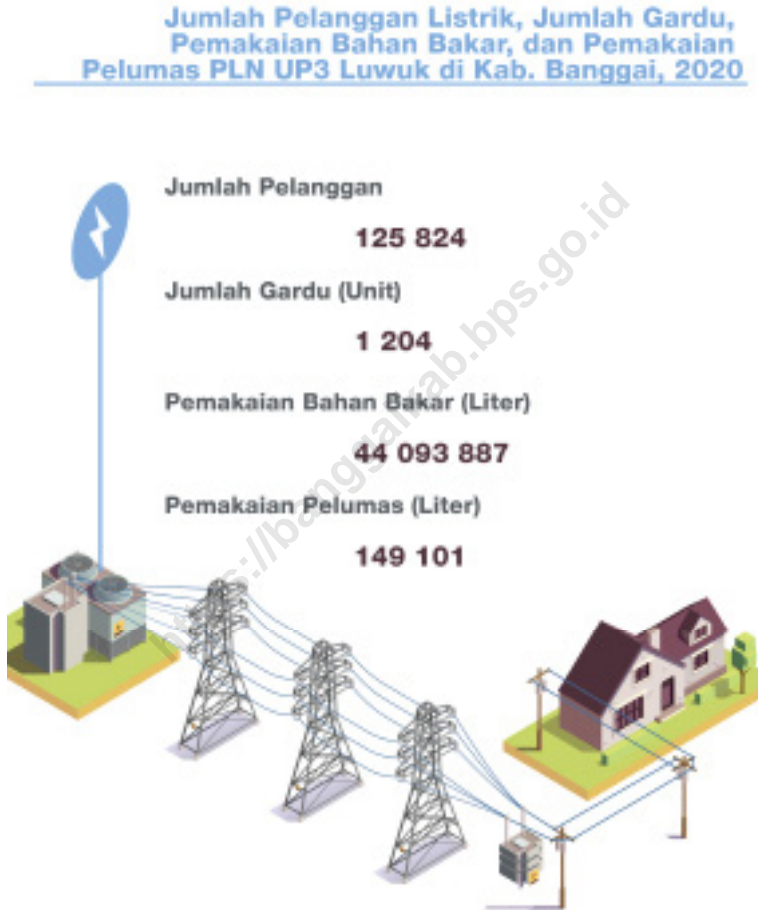 Jumlah Pelanggan Listrik, Jumlah Gardu,
Pemakaian Bahan Bakar, dan Pemakaian
Pelumas PLN UP3 Luwuk di Kab. Banggai, 2020
Jumlah Pelanggan
125 824
Jumlah Gardu (Unit)
1 204
Pemakaian Bahan Bakar (Liter)
44 093 887
Pemakaian Pelumas (Liter)
149 101
https://banggaikab.bps.go.id